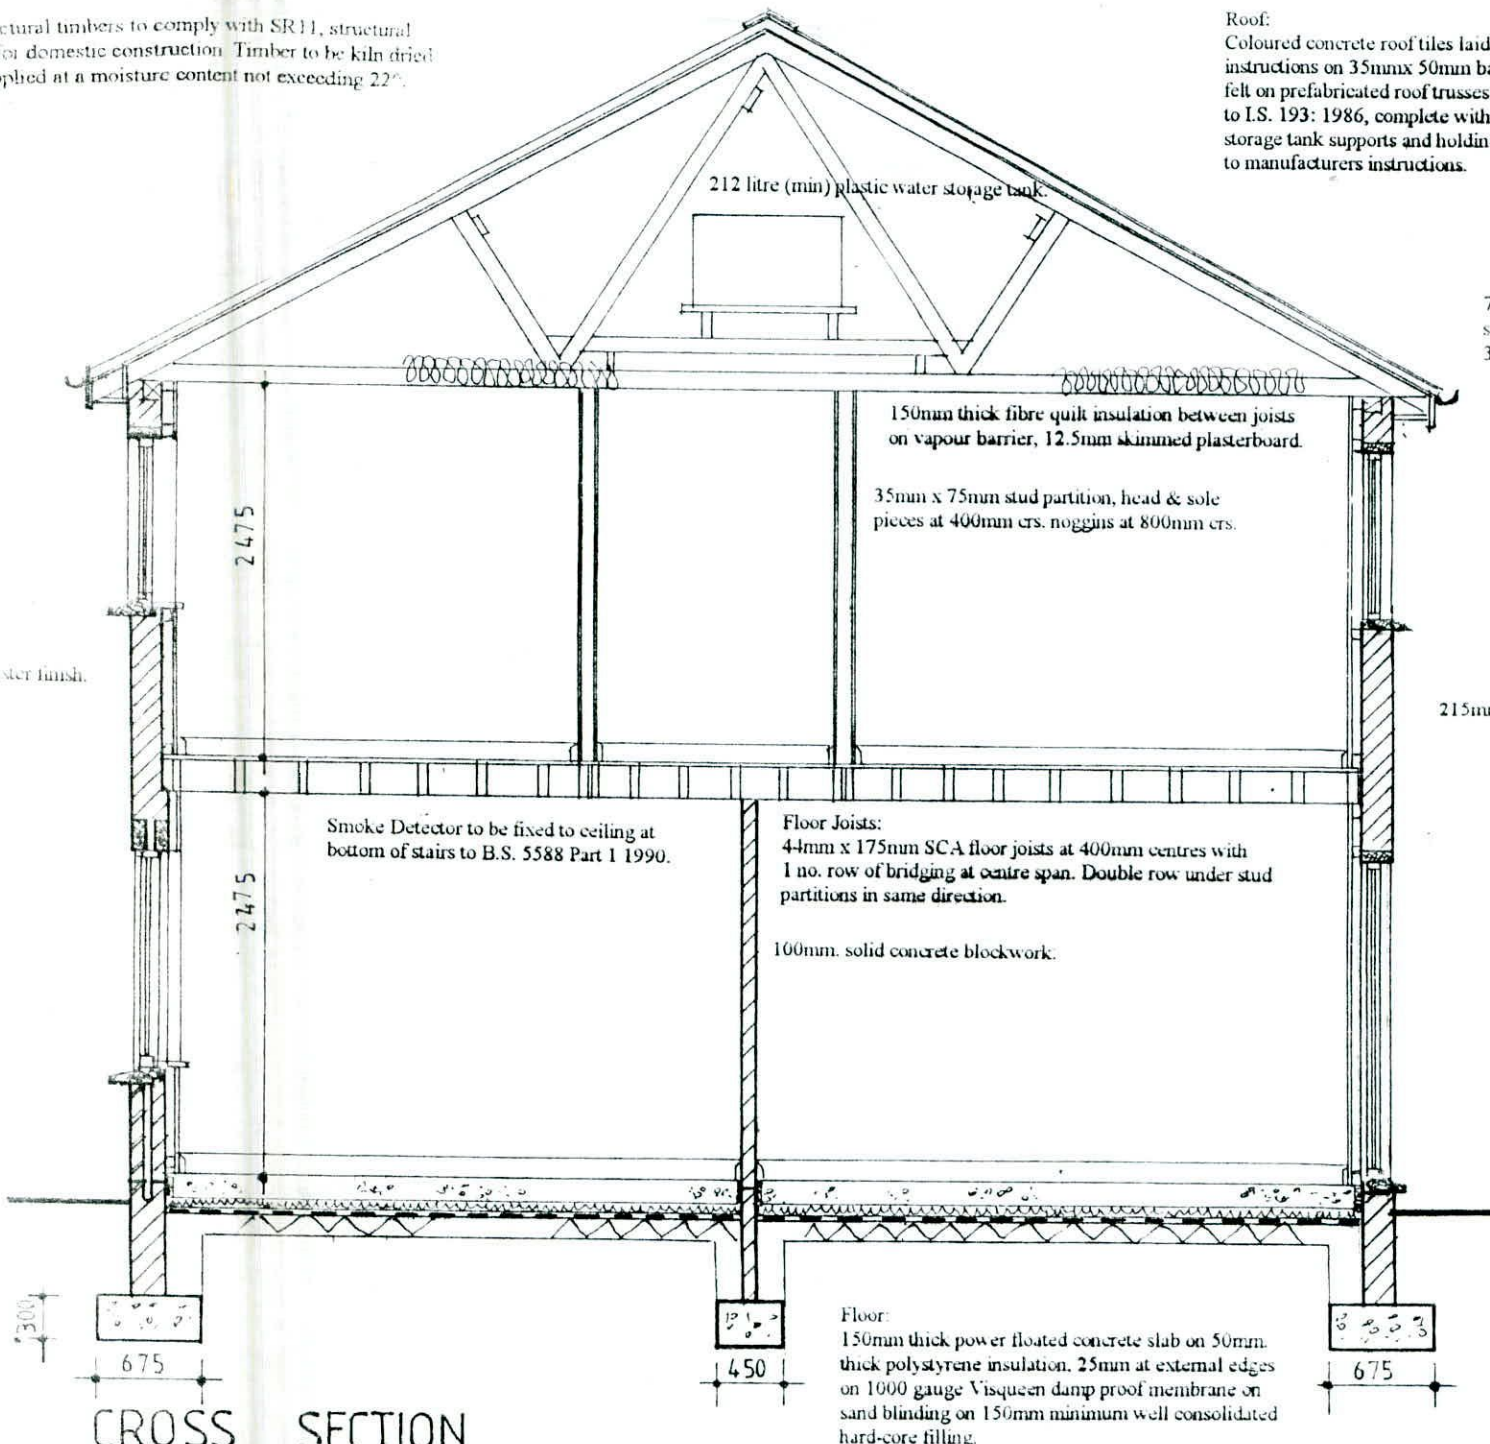 ctural timbers to comply with SR11, structural
for domestic construction Timber to be kiln dried
pplied at a moisture content not exceeding 22
Roof:
Coloured concrete roof tiles laid
instructions on 35mmx 50mm ba
felt on prefabricated roof trusses
to I.S. 193: 1986, complete with
storage tank supports and holdin
to manufacturers instructions.
212 litre (min) plastic water storage tank.
7
s
3
150mm thick fibre quilt insulation between joists
on vapour barrier, 12.5mm skimmed plasterboard.
35mm x 75mm stud partition, head & sole
pieces at 400mm crs. noggins at 800mm crs.
2475
ster finish.
215mm
Smoke Detector to be fixed to ceiling at
bottom of stairs to B.S. 5588 Part 1 1990.
Floor Joists:
44mm x 175mm SCA floor joists at 400mm centres with
1 no. row of bridging at centre span. Double row under stud
partitions in same direction.
2475
100mm. solid concrete blockwork.
300
675
450
675
Floor:
150mm thick power floated concrete slab on 50mm.
thick polystyrene insulation, 25mm at external edges
on 1000 gauge Visqueen damp proof membrane on
sand blinding on 150mm minimum well consolidated
hard-core filling.
CROSS SECTION